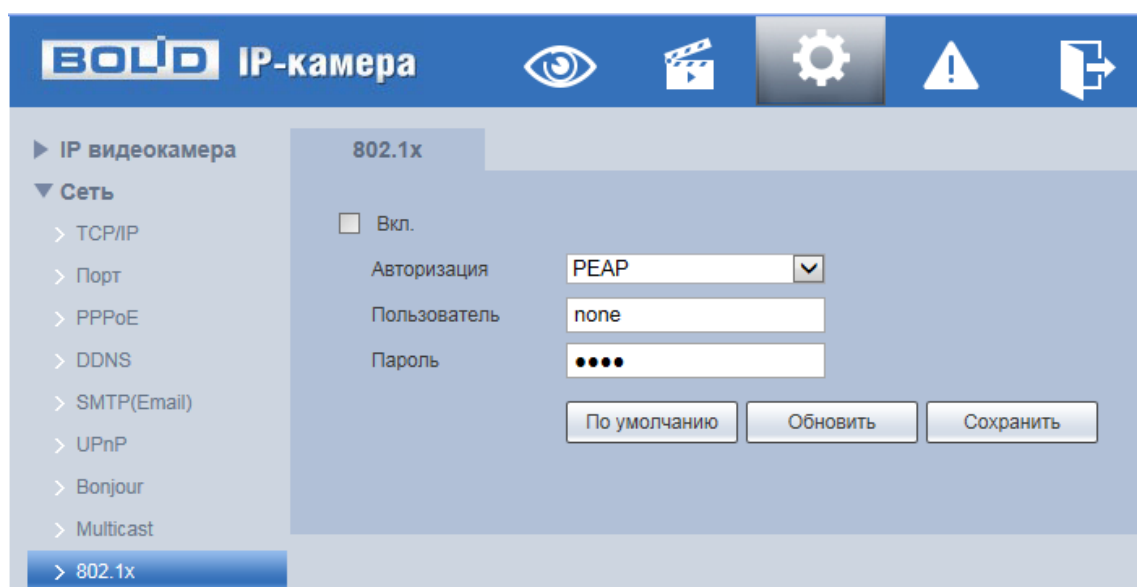 BOLID IP-камера
IP видеокамера
Сеть
TCP/IP
Порт
PPPoE
DDNS
SMTP(Email)
UPnP
Bonjour
Multicast
802.1x
802.1x
Вкл.
Авторизация PEAP
Пользователь none
Пароль ••••
По умолчанию Обновить Сохранить